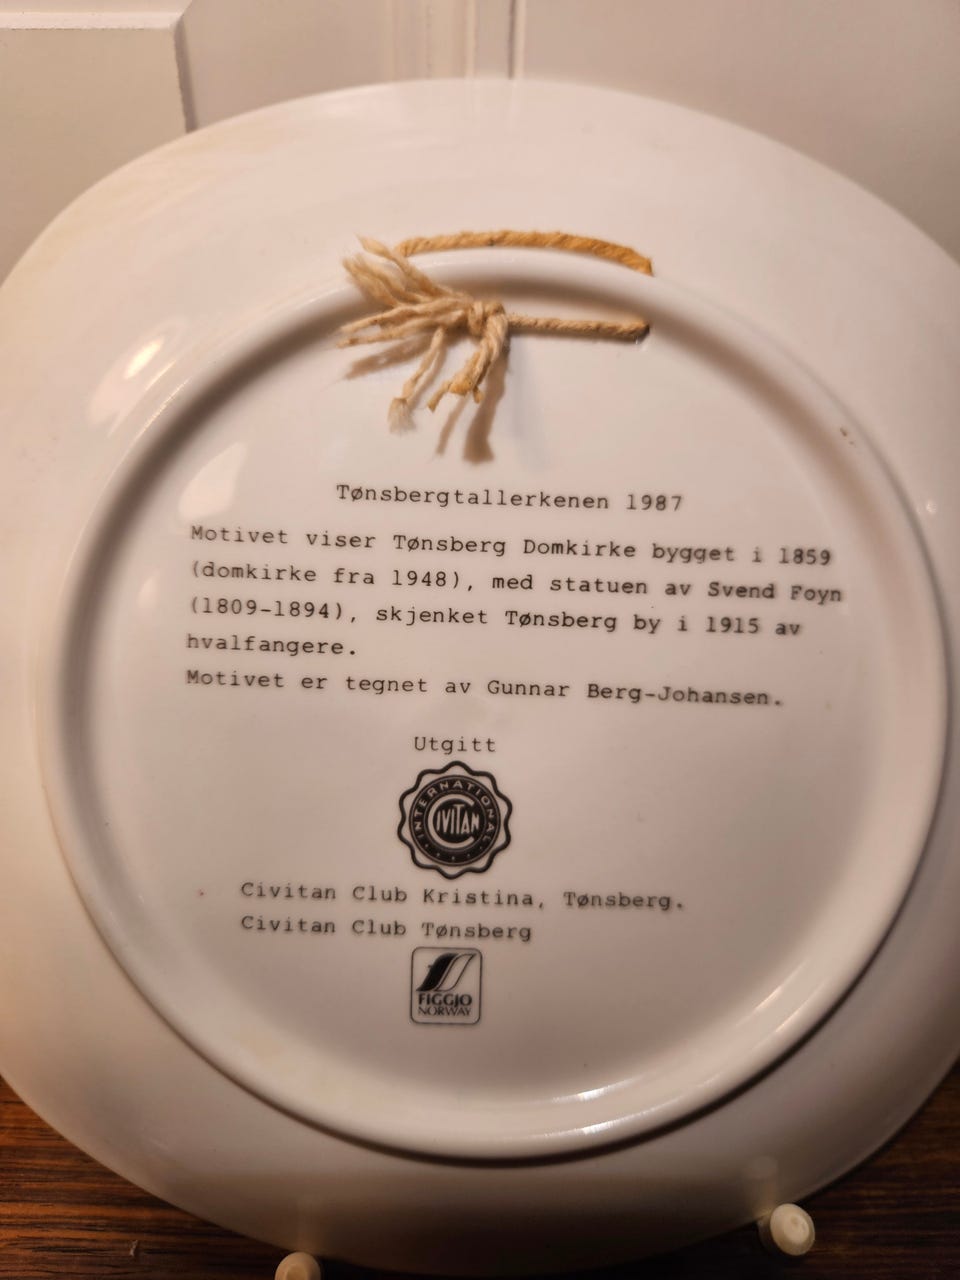 Tønsbergtallerkenen 1987
Motivet viser Tønsberg Domkirke bygget i 1859
(domkirke fra 1948), med statuen av Svend Foyn
(1809-1894), skjenket Tønsberg by i 1915 av
hvalfangere.
Motivet er tegnet av Gunnar Berg-Johansen.
Utgitt
INTERNATIONAL
CIVITAN
Civitan Club Kristina, Tønsberg.
Civitan Club Tønsberg
FIGGJO
NORWAY